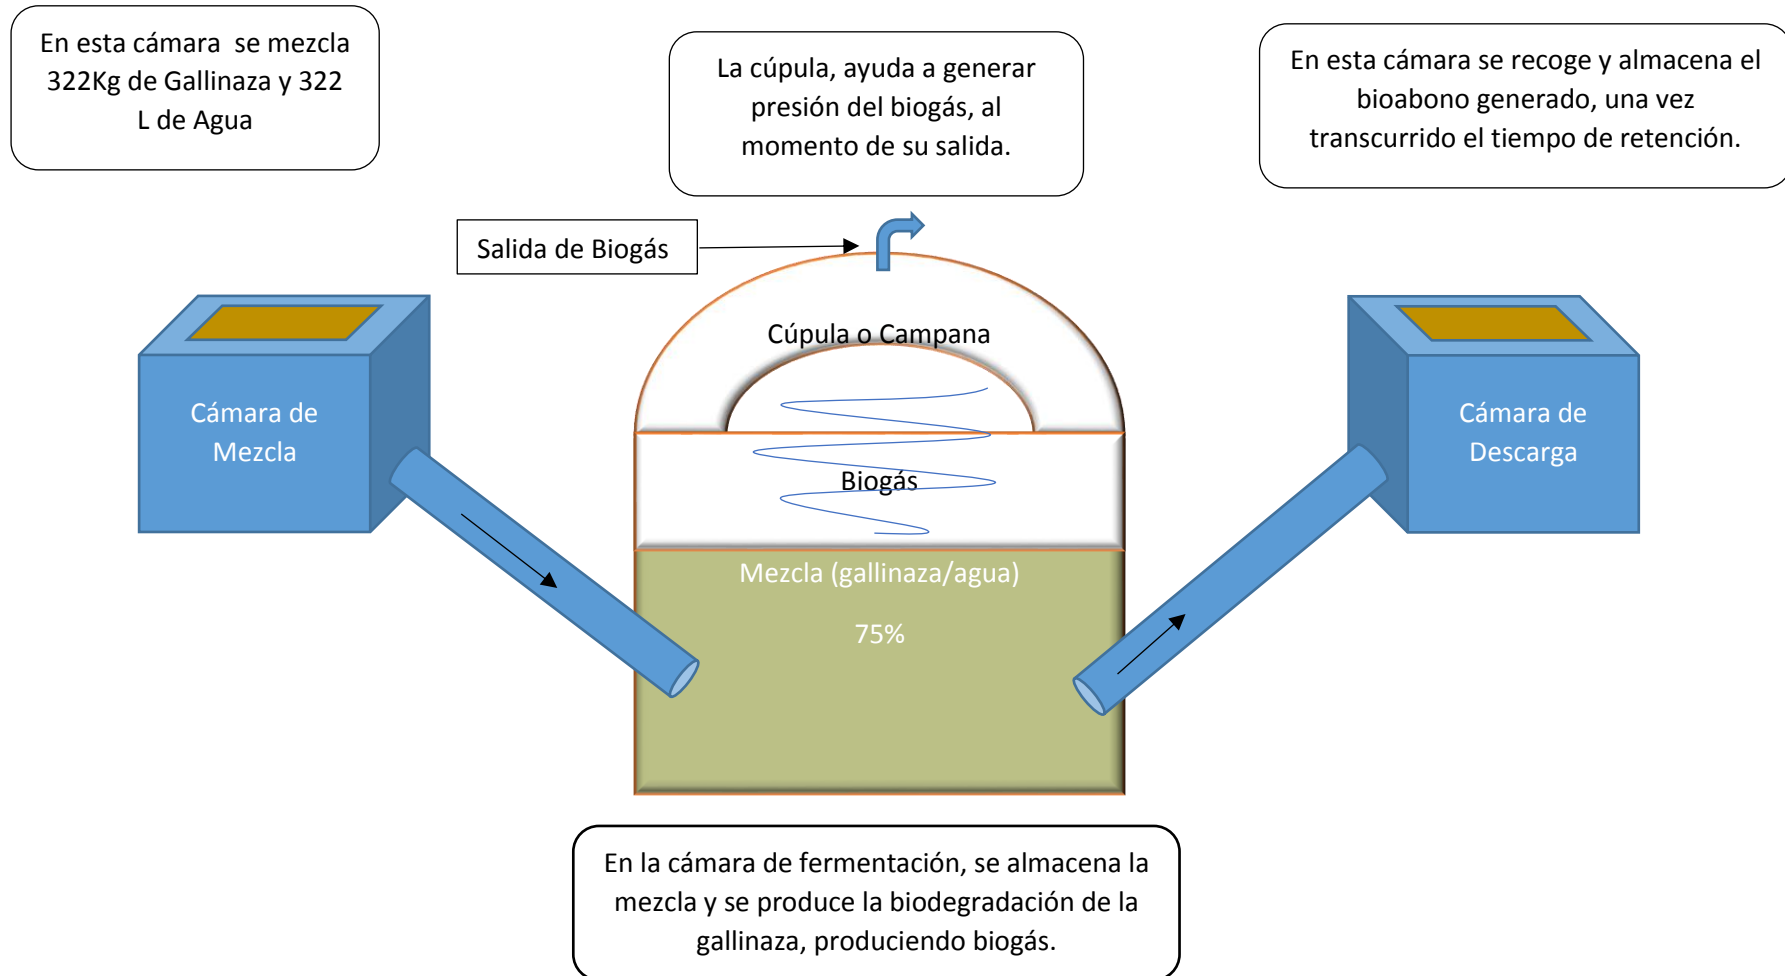 En esta cámara  se mezcla
322Kg de Gallinaza y 322
L de Agua
La cúpula, ayuda a generar
presión del biogás, al
momento de su salida.
En esta cámara se recoge y almacena el
bioabono generado, una vez
transcurrido el tiempo de retención.
Salida de Biogás
Cúpula o Campana
Cámara de
Mezcla
Cámara de
Descarga
Biogás
Mezcla (gallinaza/agua)
75%
En la cámara de fermentación, se almacena la
mezcla y se produce la biodegradación de la
gallinaza, produciendo biogás.